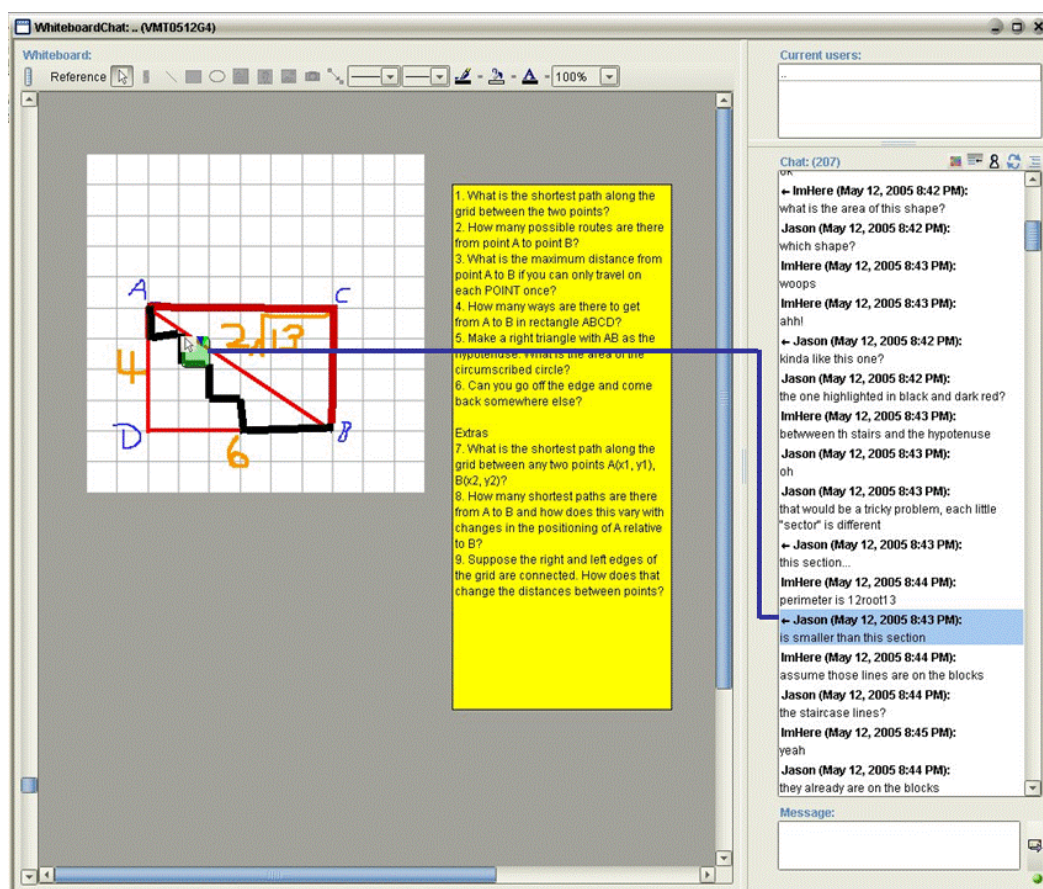 WhiteboardChat: .. (VMT0512G4)
Whiteboard:
Reference
100%
A
C
2√13
4
D
6
B
1. What is the shortest path along the
grid between the two points?
2. How many possible routes are there
from point A to point B?
3. What is the maximum distance from
point A to B if you can only travel on
each POINT once?
4. How many ways are there to get
from A to B in rectangle ABCD?
5. Make a right triangle with AB as the
hypotenuse. What is the area of the
circumscribed circle?
6. Can you go off the edge and come
back somewhere else?
Extras
7. What is the shortest path along the
grid between any two points A(x1, y1),
B(x2, y2)?
8. How many shortest paths are there
from A to B and how does this vary with
changes in the positioning of A relative
to B?
9. Suppose the right and left edges of
the grid are connected. How does that
change the distances between points?
Current users:
..
Chat: (207)
ok
← ImHere (May 12, 2005 8:42 PM):
what is the area of this shape?
Jason (May 12, 2005 8:42 PM):
which shape?
ImHere (May 12, 2005 8:43 PM):
woops
ImHere (May 12, 2005 8:43 PM):
ahh!
← Jason (May 12, 2005 8:42 PM):
kinda like this one?
Jason (May 12, 2005 8:42 PM):
the one highlighted in black and dark red?
ImHere (May 12, 2005 8:43 PM):
betwween th stairs and the hypotenuse
Jason (May 12, 2005 8:43 PM):
oh
Jason (May 12, 2005 8:43 PM):
that would be a tricky problem, each little
"sector" is different
← Jason (May 12, 2005 8:43 PM):
this section...
ImHere (May 12, 2005 8:44 PM):
perimeter is 12root13
← Jason (May 12, 2005 8:43 PM):
is smaller than this section
ImHere (May 12, 2005 8:44 PM):
assume those lines are on the blocks
Jason (May 12, 2005 8:44 PM):
the staircase lines?
ImHere (May 12, 2005 8:45 PM):
yeah
Jason (May 12, 2005 8:44 PM):
they already are on the blocks
Message: